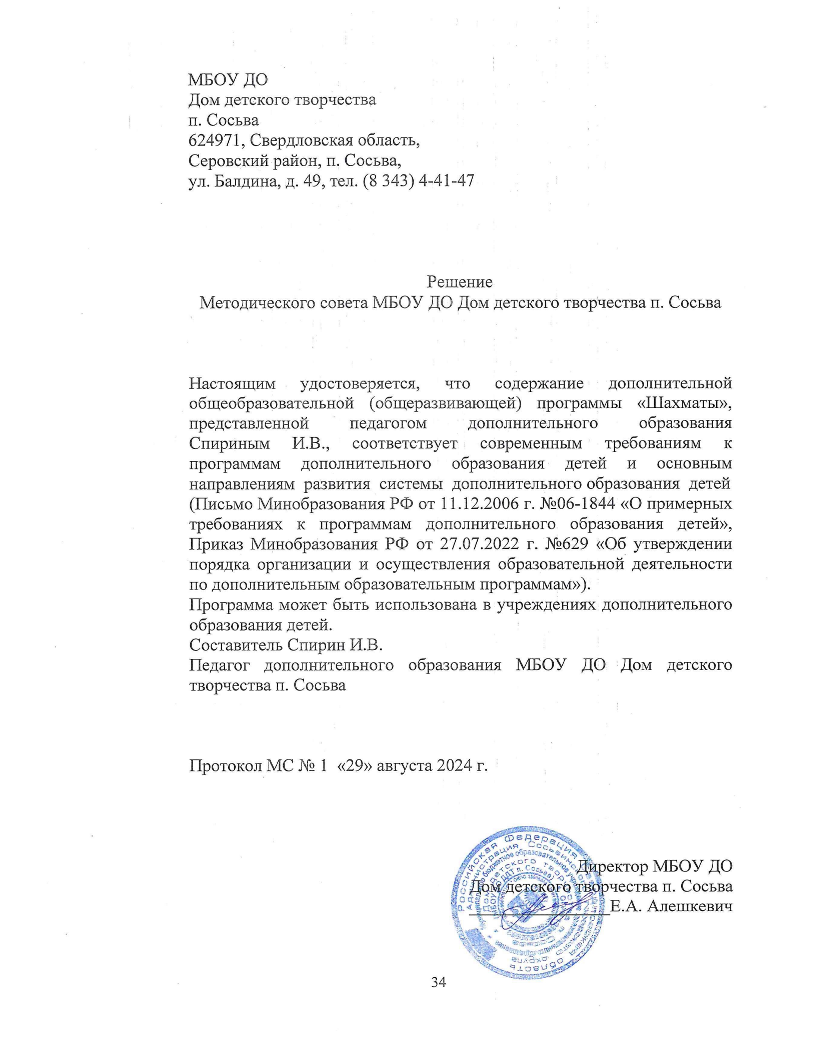 МБОУ ДО
Дом детского творчества
п. Сосьва
624971, Свердловская область,
Серовский район, п. Сосьва,
ул. Балдина, д. 49, тел. (8 343) 4-41-47
Решение
Методического совета МБОУ ДО Дом детского творчества п. Сосьва
Настоящим удостоверяется, что содержание дополнительной
общеобразовательной (общеразвивающей) программы «Шахматы»,
представленной педагогом дополнительного образования
Спириным И.В., соответствует современным требованиям к
программам дополнительного образования детей и основным
направлениям развития системы дополнительного образования детей
(Письмо Минобразования РФ от 11.12.2006 г. №06-1844 «О примерных
требованиях к программам дополнительного образования детей»,
Приказ Минобразования РФ от 27.07.2022 г. №629 «Об утверждении
порядка организации и осуществления образовательной деятельности
по дополнительным образовательным программам»).
Программа может быть использована в учреждениях дополнительного
образования детей.
Составитель Спирин И.В.
Педагог дополнительного образования МБОУ ДО Дом детского
творчества п. Сосьва
Протокол МС № 1 «29» августа 2024 г.
Российская Федерация
Директор МБОУ ДО
Дом детского творчества п. Сосьва
Е.А. Алешкевич
34